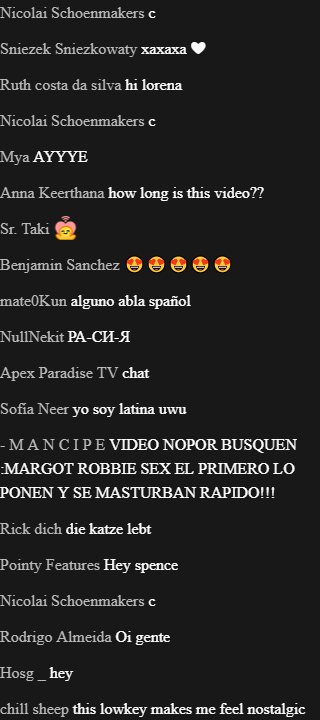 Nicolai Schoenmakers c
Sniezek Sniezkowaty xaxaxa 🤍
Ruth costa da silva hi lorena
Nicolai Schoenmakers c
Mya AYYYE
Anna Keerthana how long is this video??
Sr. Taki
Benjamin Sanchez 😍 😍 😍 😍 😍
mate0Kun alguno abla spañol
NullNekit РА-СИ-Я
Apex Paradise TV chat
Sofía Neer yo soy latina uwu
- M A N C I P E VIDEO NOPOR BUSQUEN
:MARGOT ROBBIE SEX EL PRIMERO LO
PONEN Y SE MASTURBAN RAPIDO!!!
Rick dich die katze lebt
Pointy Features Hey spence
Nicolai Schoenmakers c
Rodrigo Almeida Oi gente
Hosg _ hey
chill sheep this lowkey makes me feel nostalgic